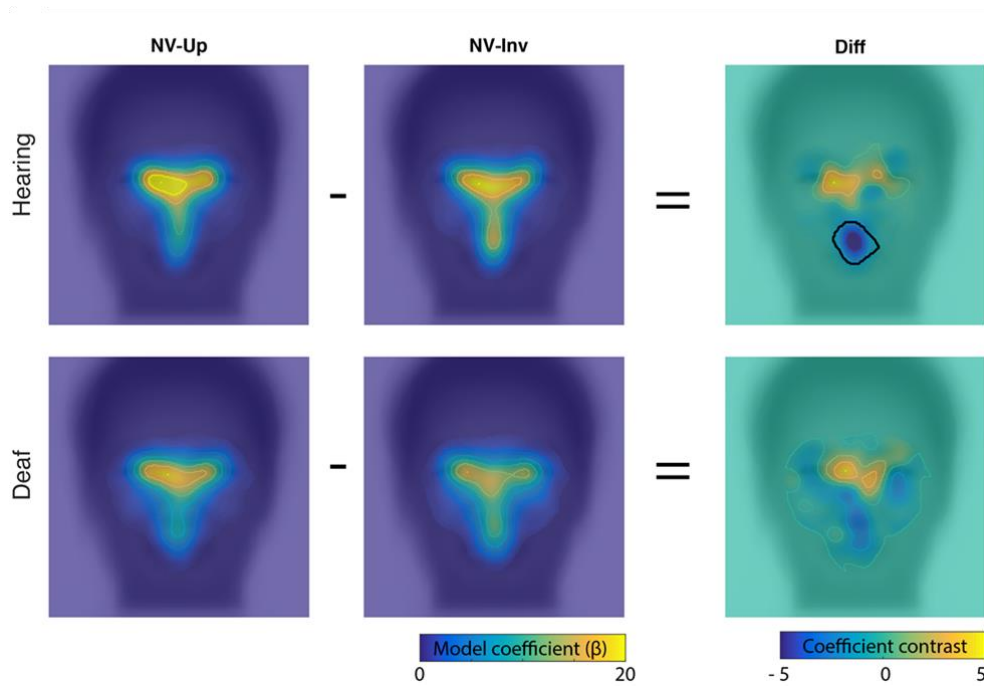 NV-Up
NV-Inv
Diff
Hearing
-
=
Deaf
-
=
Model coefficient (β)
0
20
Coefficient contrast
- 5
0
5